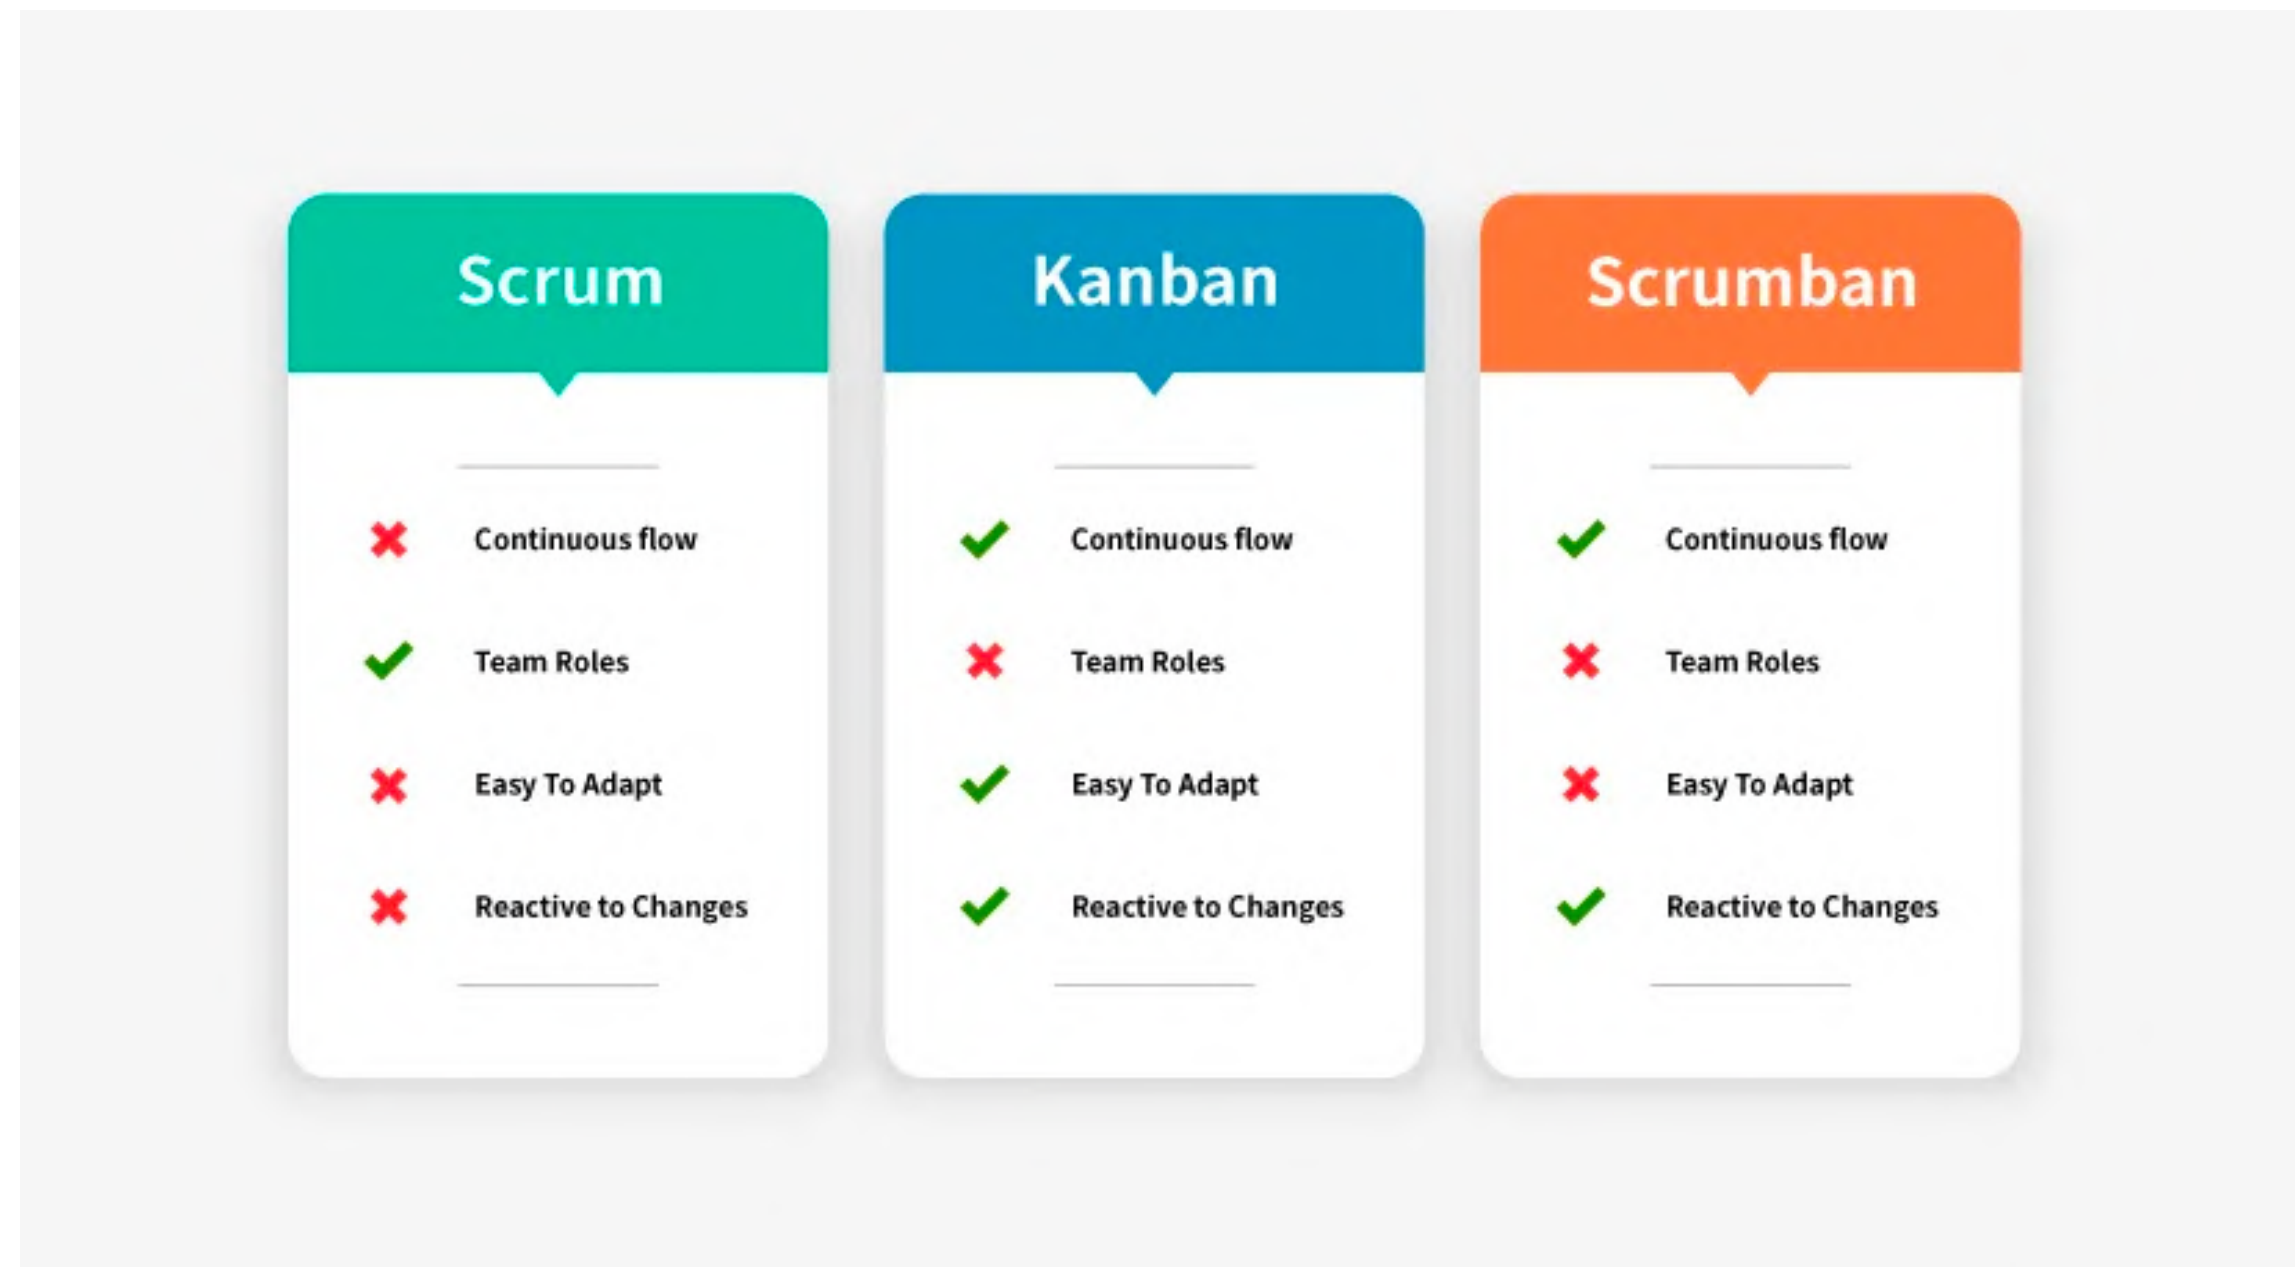 Scrum
Continuous flow
Team Roles
Easy To Adapt
Reactive to Changes
Kanban
Continuous flow
Team Roles
Easy To Adapt
Reactive to Changes
Scrumban
Continuous flow
Team Roles
Easy To Adapt
Reactive to Changes